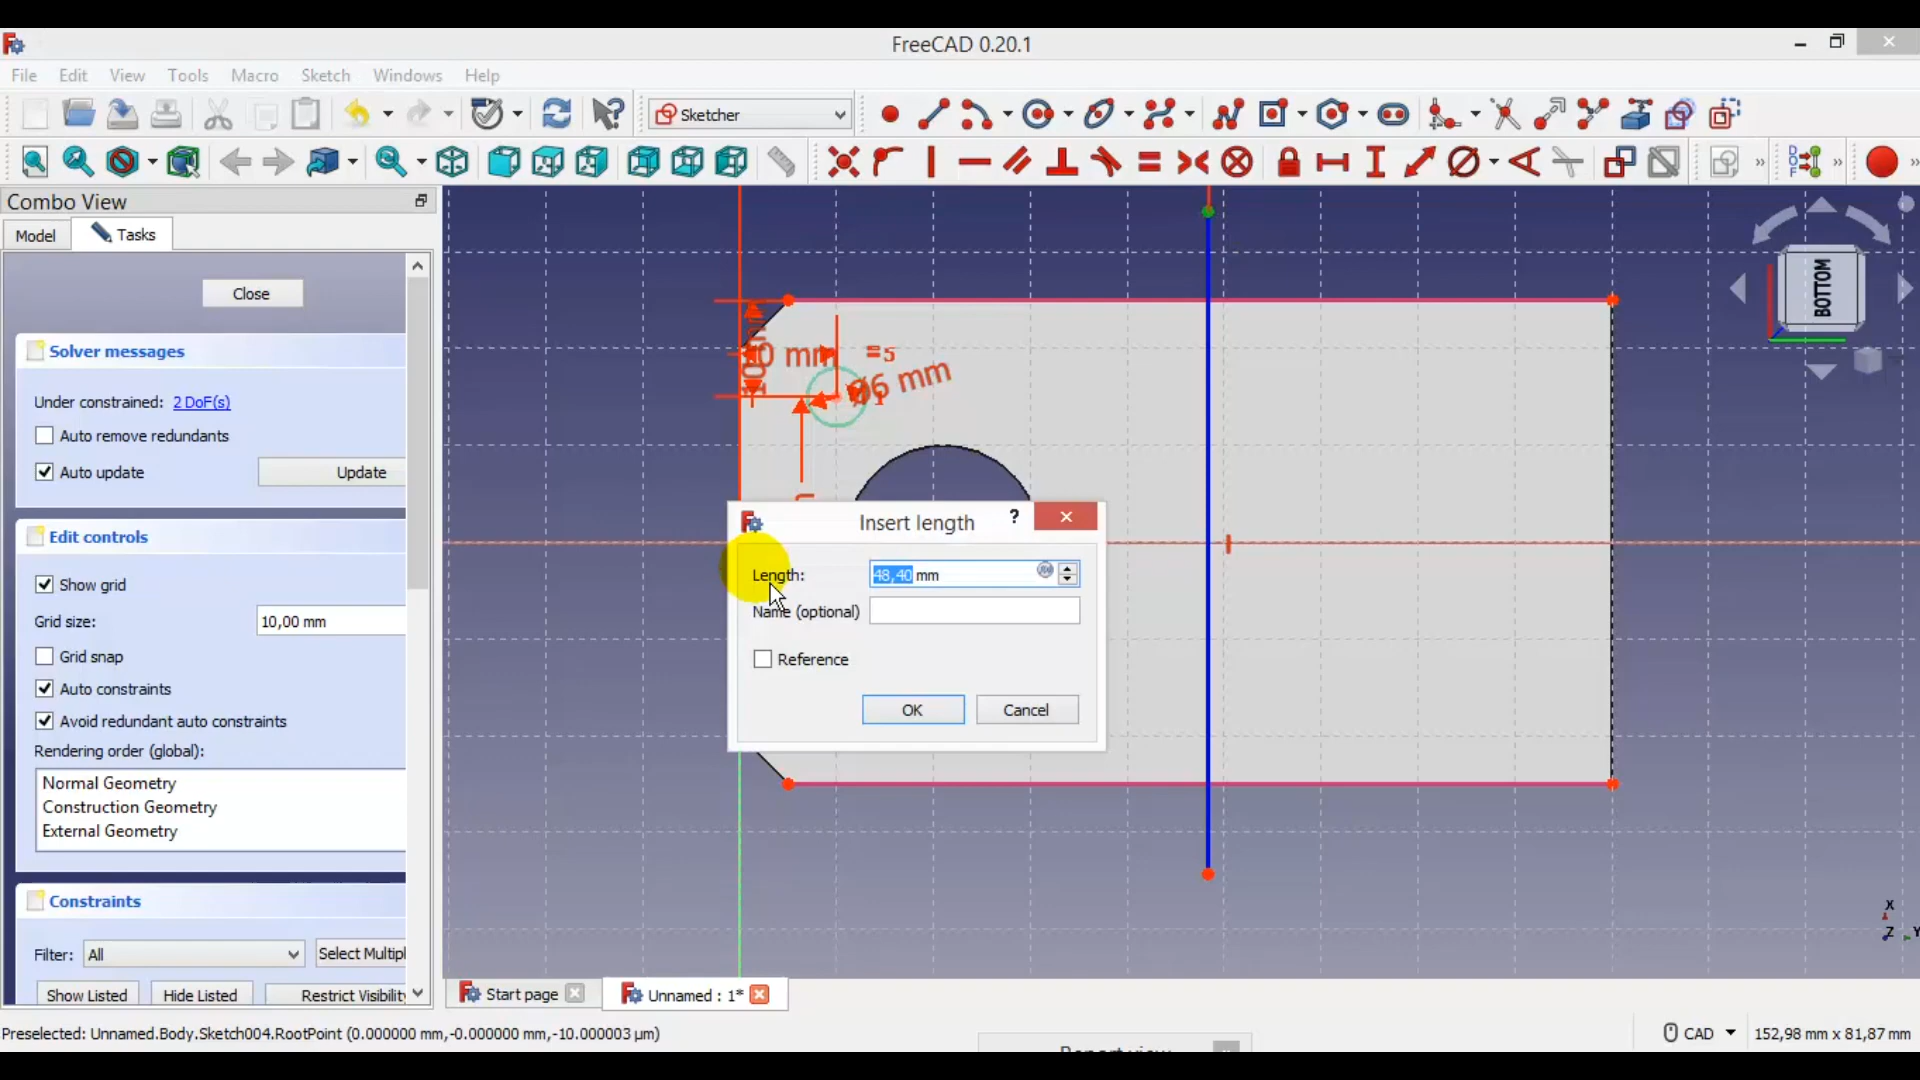 FreeCAD 0.20.1
File Edit View Tools Macro Sketch Windows Help
Sketcher
Combo View
Model Tasks
Close
Solver messages
Under constrained: 2 DoF(s)
Auto remove redundants
Auto update Update
Edit controls
Show grid
Grid size: 10,00 mm
Grid snap
Auto constraints
Avoid redundant auto constraints
Rendering order (global):
Normal Geometry
Construction Geometry
External Geometry
Constraints
Filter: All Select Multipl
Show Listed Hide Listed Restrict Visibility
=5
Ø6 mm
BOTTOM
Insert length
?
Length: 48,40 mm
Name (optional)
Reference
OK Cancel
X
Z Y
Start page Unnamed : 1*
Preselected: Unnamed.Body.Sketch004.RootPoint (0.000000 mm,-0.000000 mm,-10.000003 µm)
CAD 152,98 mm x 81,87 mm